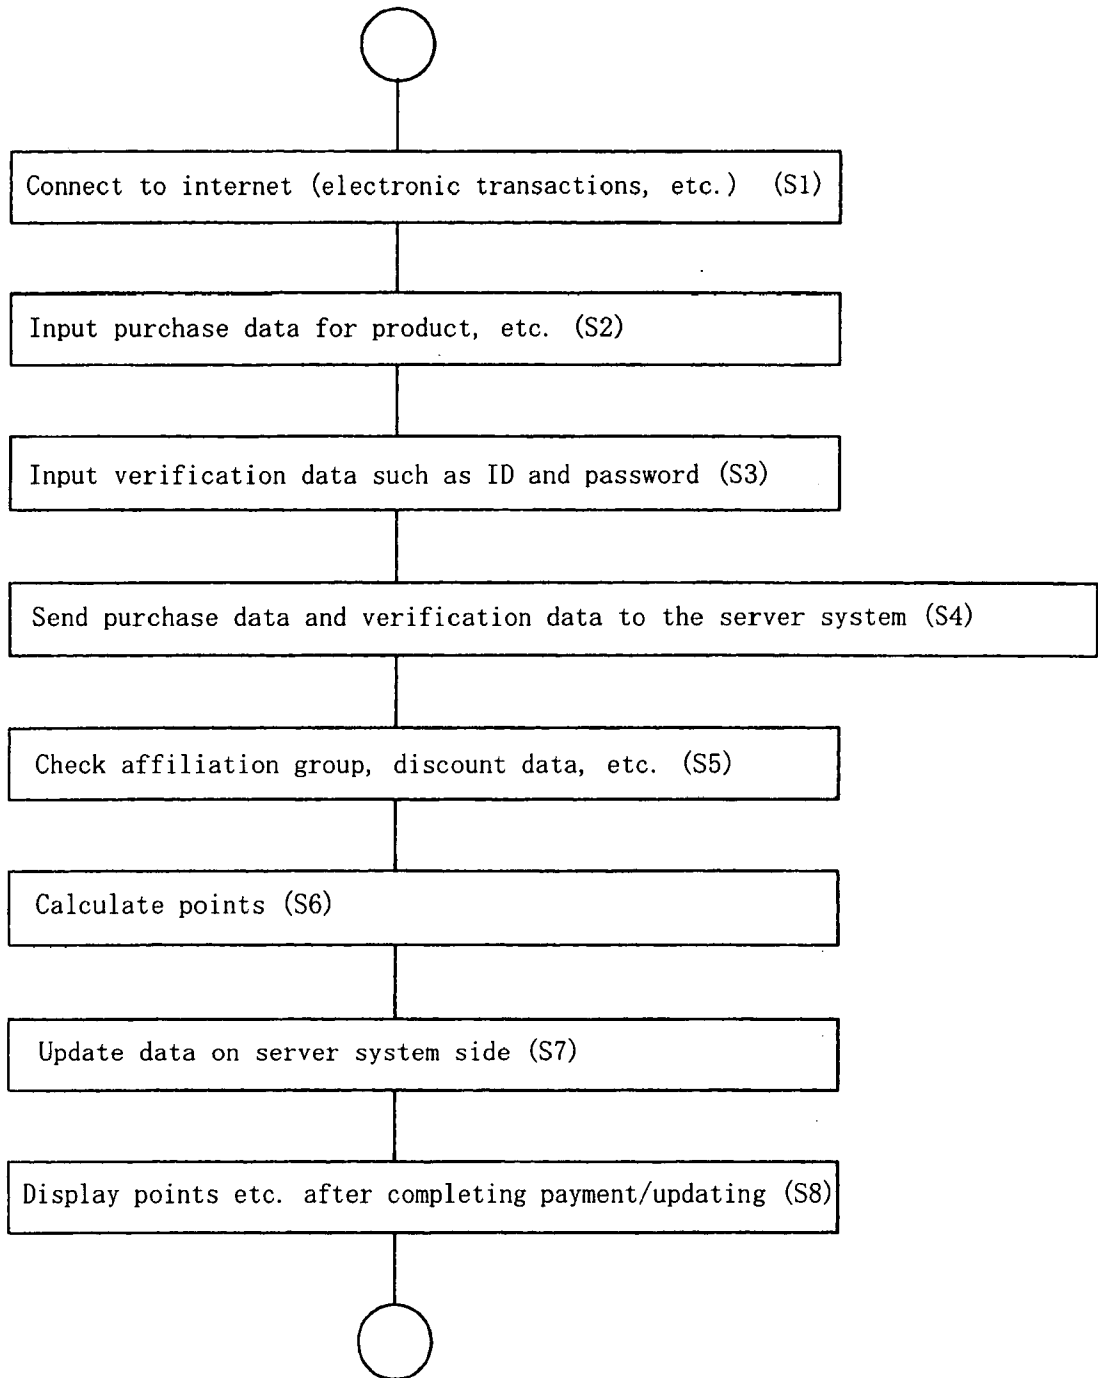 Connect to internet (electronic transactions, etc.) (S1)
Input purchase data for product, etc. (S2)
Input verification data such as ID and password (S3)
Send purchase data and verification data to the server system (S4)
Check affiliation group, discount data, etc. (S5)
Calculate points (S6)
Update data on server system side (S7)
Display points etc. after completing payment/updating (S8)